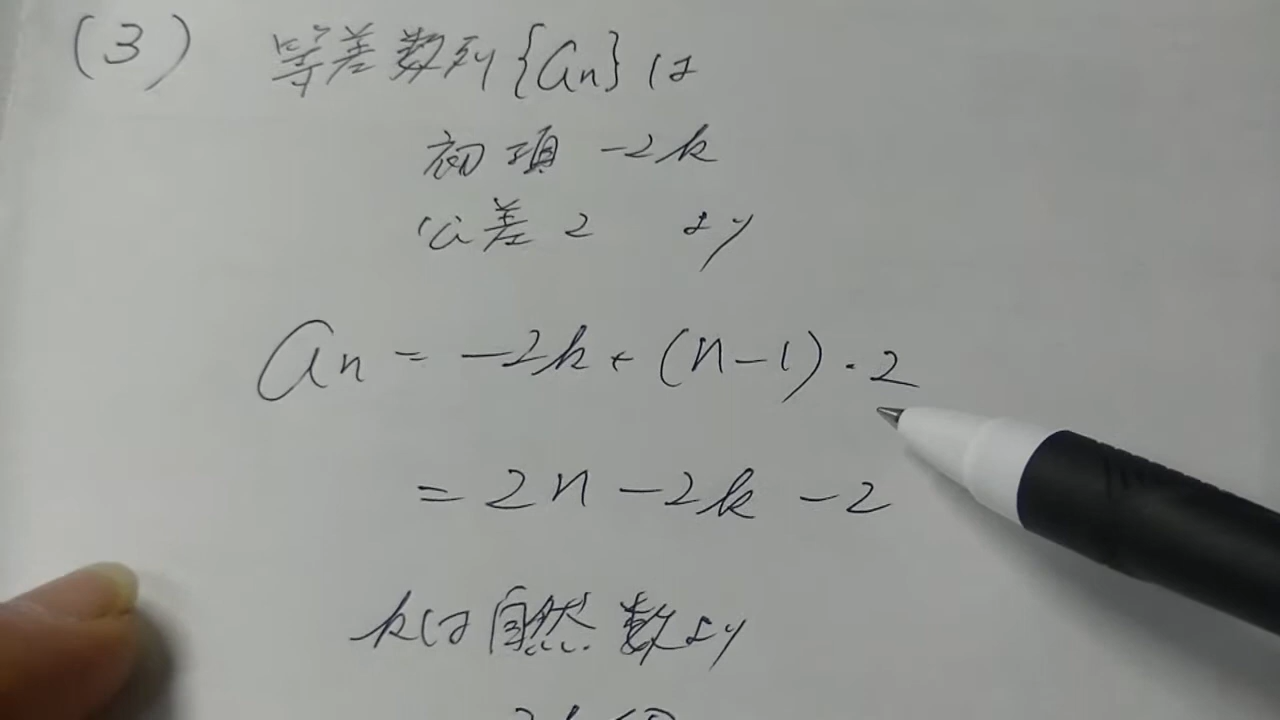 (3) 等差数列{an}は
初項 -2k
公差 2 より
an = -2k + (n-1)・2
= 2n - 2k - 2
kは自然数より